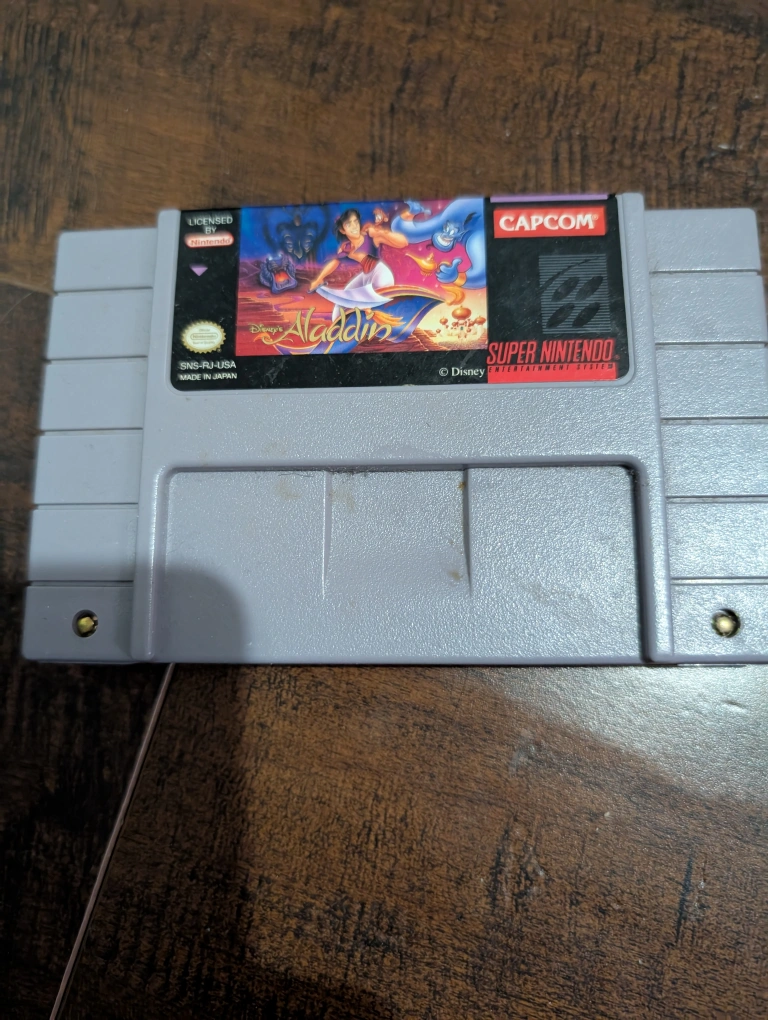 LICENSED
BY
Nintendo
CAPCOM®
Disney's Aladdin
SNS-RJ-USA
MADE IN JAPAN
© Disney
SUPER NINTENDO®
ENTERTAINMENT SYSTEM